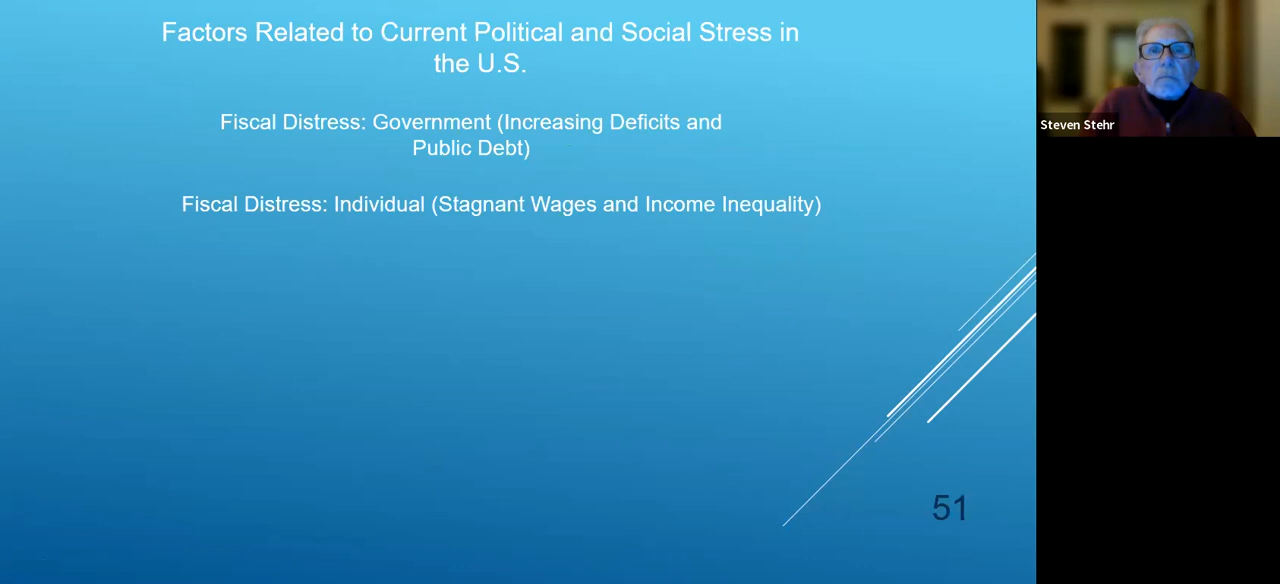 Factors Related to Current Political and Social Stress in
the U.S.
Fiscal Distress: Government (Increasing Deficits and
Public Debt)
Fiscal Distress: Individual (Stagnant Wages and Income Inequality)
51
Steven Stehr